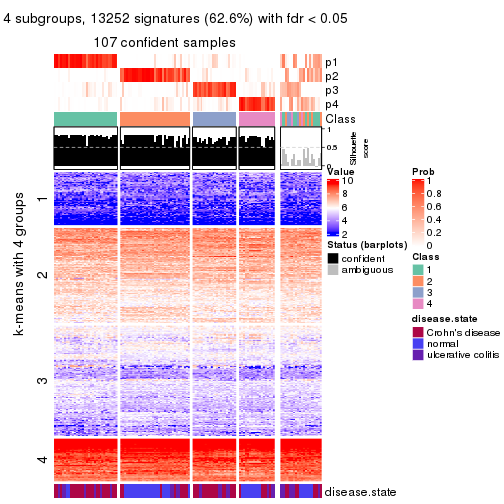 4 subgroups, 13252 signatures (62.6%) with fdr < 0.05
107 confident samples
p1
p2
p3
p4
Class
1
0.5
0
Silhouette
score
k-means with 4 groups
1
2
3
4
disease.state
Value
10
8
6
4
2
Status (barplots)
confident
ambiguous
Prob
1
0.8
0.6
0.4
0.2
0
Class
1
2
3
4
disease.state
Crohn's disease
normal
ulcerative colitis